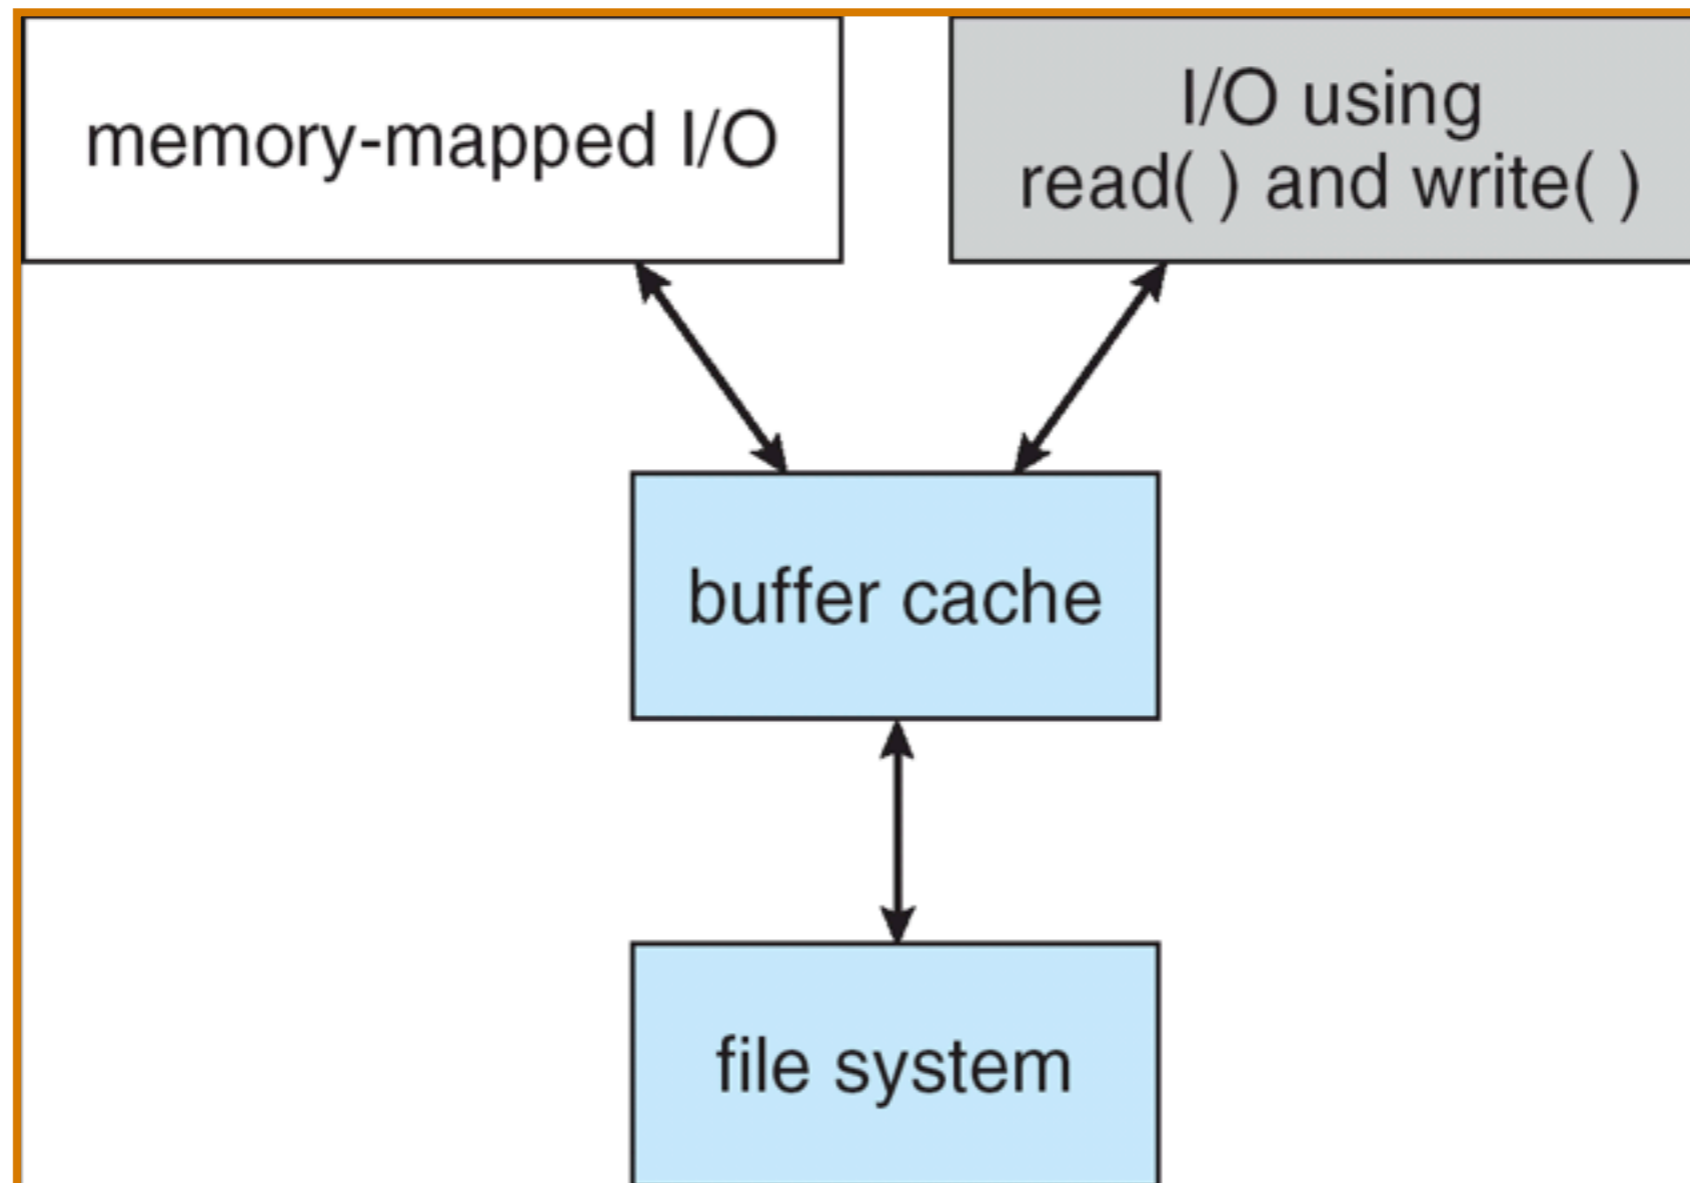 memory-mapped I/O
I/O using
read( ) and write( )
buffer cache
file system